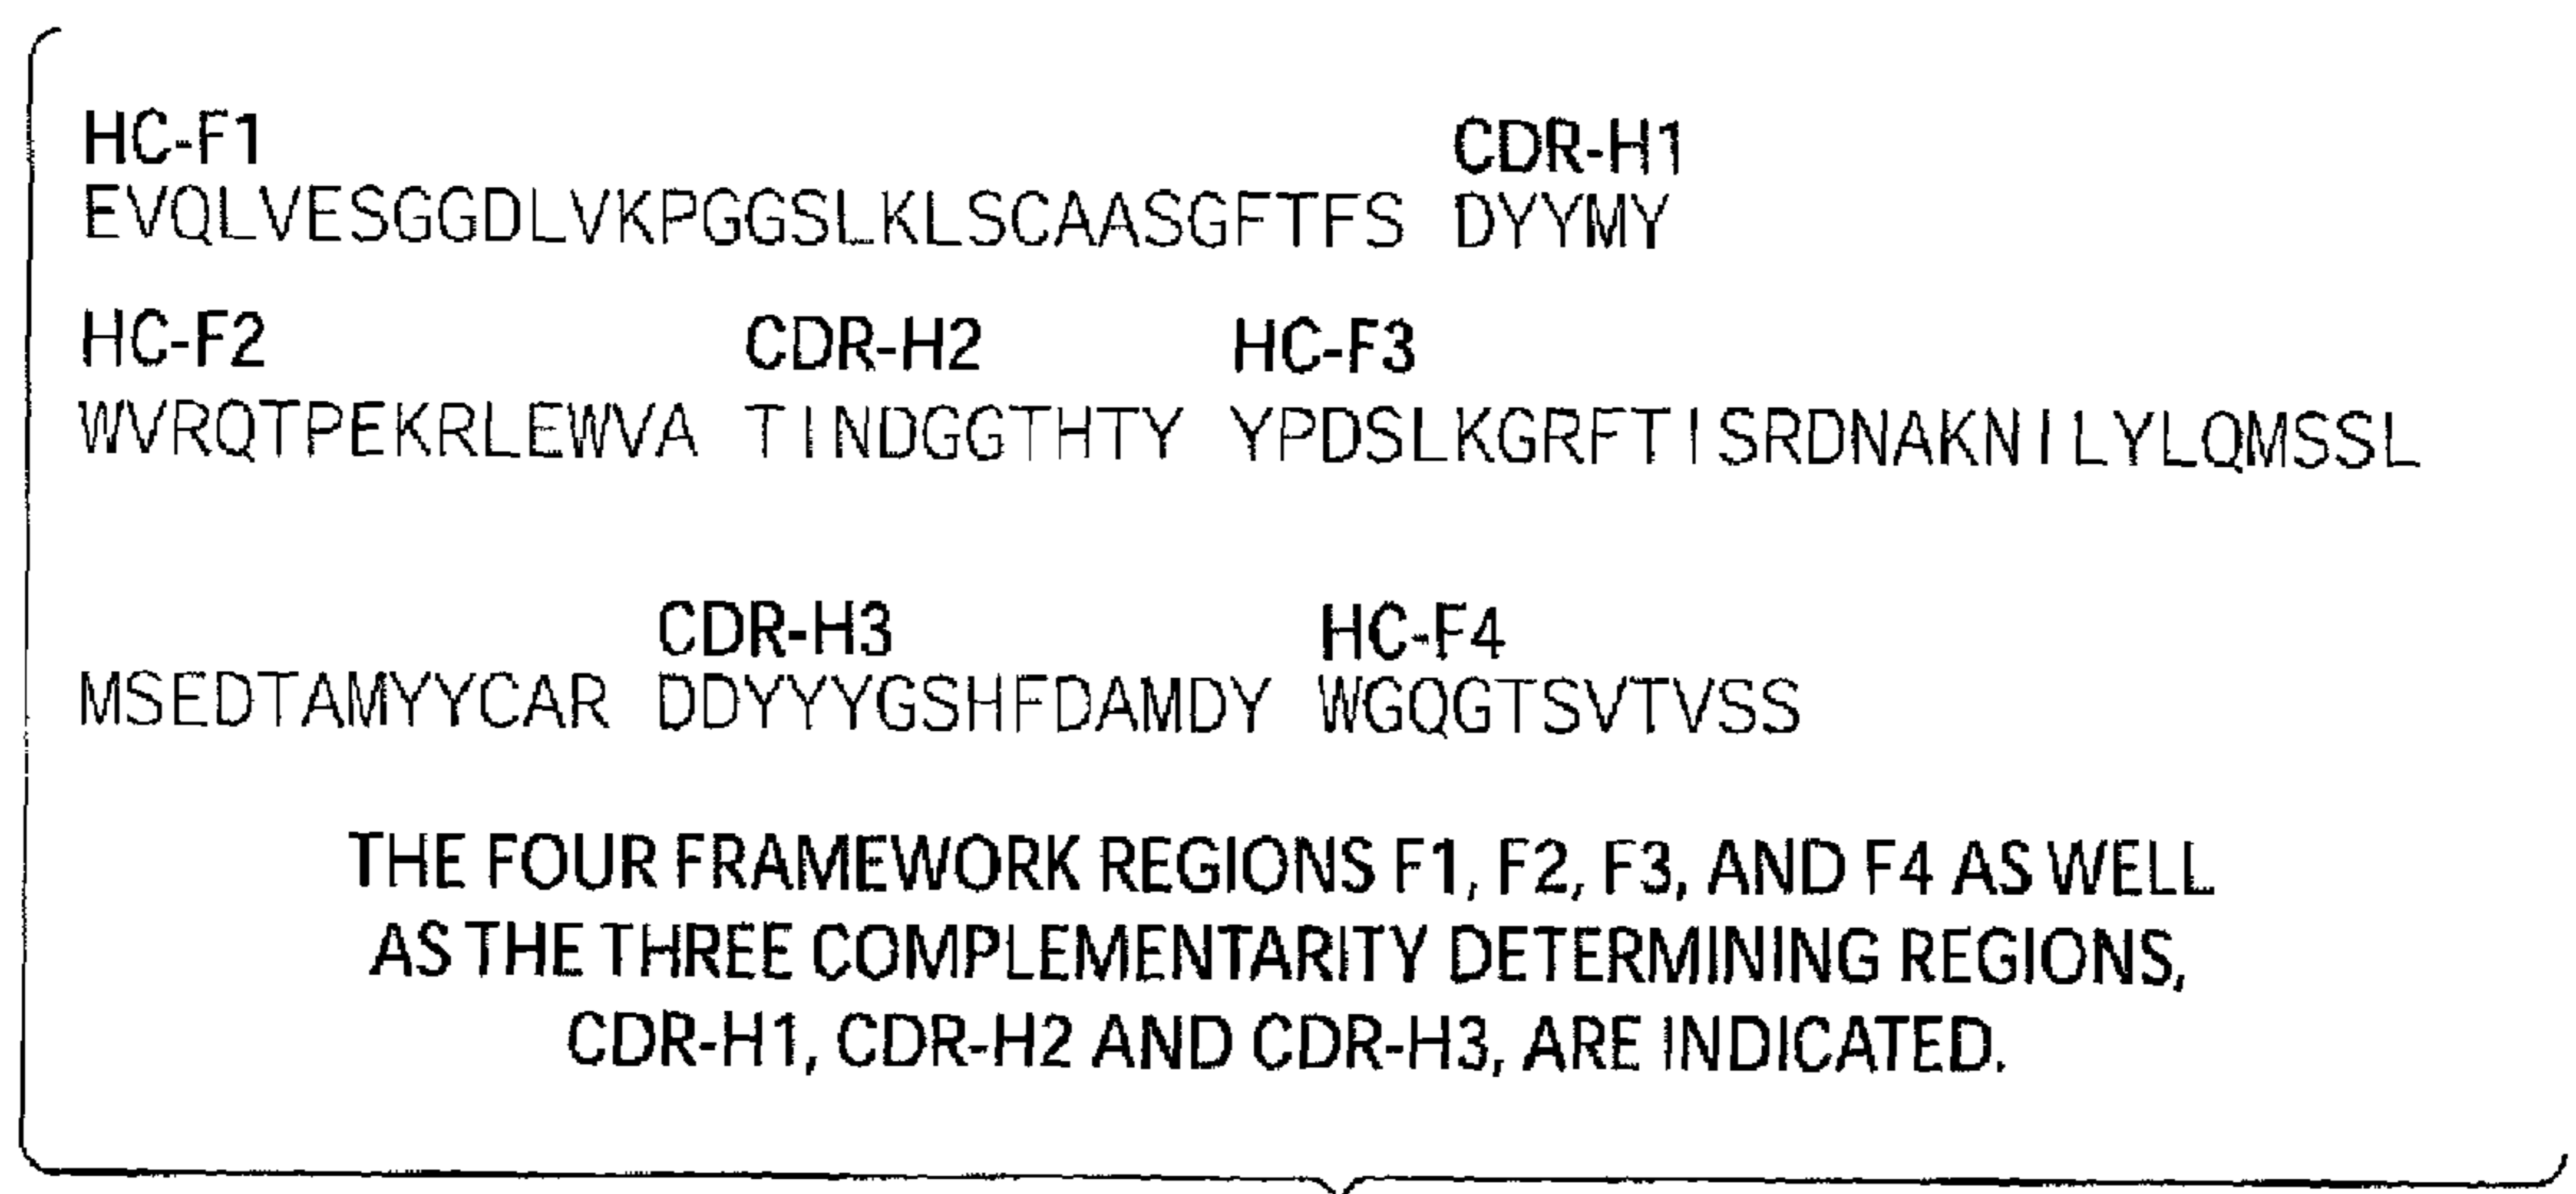 HC-F1 CDR-H1
EVQLVESGGDLVKPGGSLKLSCAASGFTFS DYYMY
HC-F2 CDR-H2 HC-F3
WVRQTPEKRLEWVA TINDGGTHTY YPDSLKGRFTISRDNAKNILYLQMSSL
CDR-H3 HC-F4
MSEDTAMYYCAR DDYYYGSHFDAMDY WGQGTSVTVSS
THE FOUR FRAMEWORK REGIONS F1, F2, F3, AND F4 AS WELL
AS THE THREE COMPLEMENTARITY DETERMINING REGIONS,
CDR-H1, CDR-H2 AND CDR-H3, ARE INDICATED.